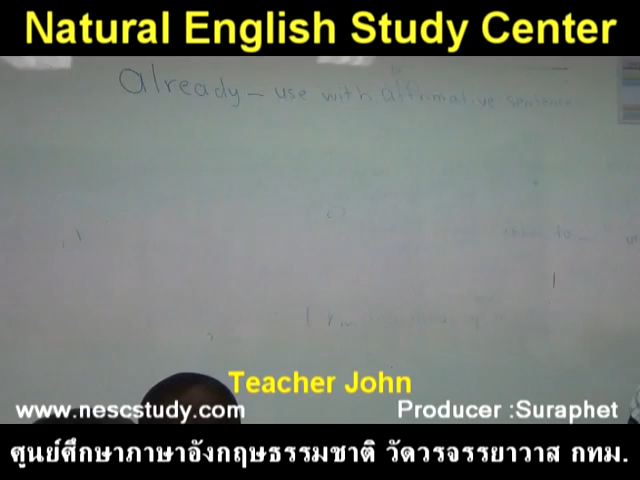 Natural English Study Center
already - use with affirmative sentence
Teacher John
www.nescstudy.com
Producer :Suraphet
ศูนย์ศึกษาภาษาอังกฤษธรรมชาติ วัดวรจรรยาวาส กทม.